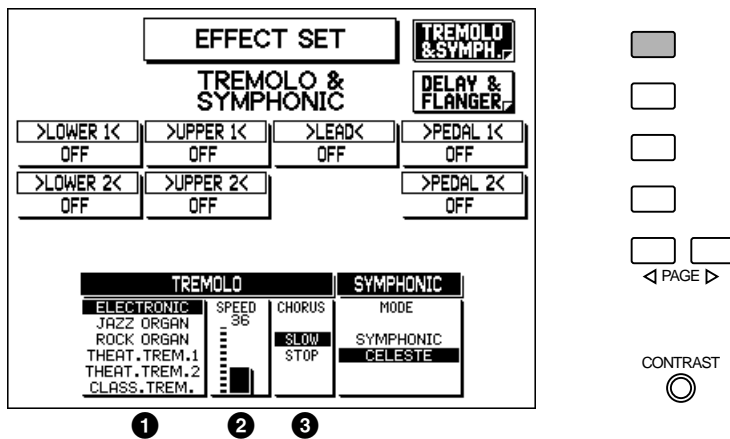 EFFECT SET
TREMOLO
&SYMPH.
TREMOLO &
SYMPHONIC
DELAY &
FLANGER
>LOWER 1< >UPPER 1< >LEAD< >PEDAL 1<
OFF OFF OFF OFF
>LOWER 2< >UPPER 2< >PEDAL 2<
OFF OFF OFF
◁ PAGE ▷
TREMOLO SYMPHONIC
ELECTRONIC SPEED CHORUS MODE
JAZZ ORGAN 36
ROCK ORGAN SLOW SYMPHONIC
THEAT.TREM.1 STOP CELESTE
THEAT.TREM.2
CLASS.TREM.
CONTRAST
1 2 3